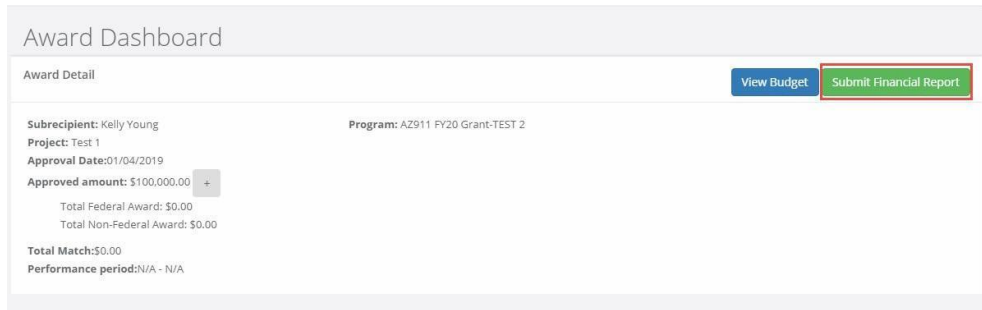 Award Dashboard
Award Detail
View Budget
Submit Financial Report
Subrecipient: Kelly Young
Program: AZ911 FY20 Grant-TEST 2
Project: Test 1
Approval Date:01/04/2019
Approved amount: $100,000.00 +
Total Federal Award: $0.00
Total Non-Federal Award: $0.00
Total Match:$0.00
Performance period:N/A - N/A